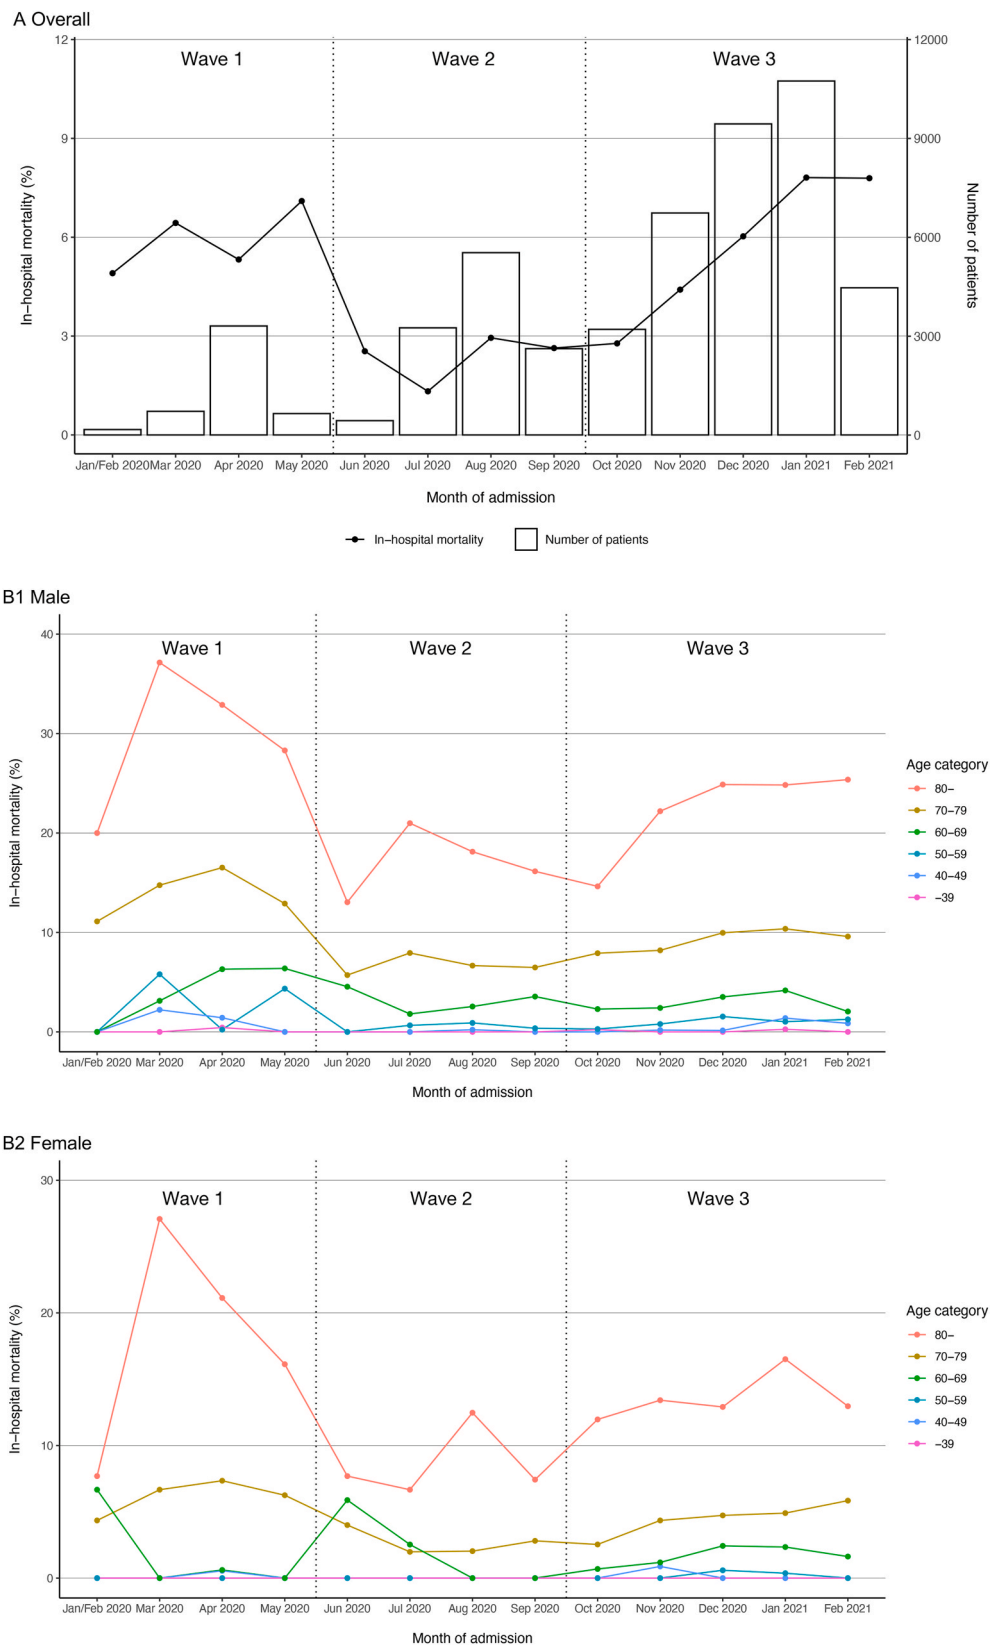 A Overall
12
12000
Wave 1
Wave 2
Wave 3
9
9000
In−hospital mortality (%)
Number of patients
6
6000
3
3000
0
0
Jan/Feb 2020
Mar 2020
Apr 2020
May 2020
Jun 2020
Jul 2020
Aug 2020
Sep 2020
Oct 2020
Nov 2020
Dec 2020
Jan 2021
Feb 2021
Month of admission
In−hospital mortality
Number of patients
B1 Male
40
Wave 1
Wave 2
Wave 3
30
In−hospital mortality (%)
20
10
0
Age category
80−
70−79
60−69
50−59
40−49
−39
Jan/Feb 2020
Mar 2020
Apr 2020
May 2020
Jun 2020
Jul 2020
Aug 2020
Sep 2020
Oct 2020
Nov 2020
Dec 2020
Jan 2021
Feb 2021
Month of admission
B2 Female
30
Wave 1
Wave 2
Wave 3
In−hospital mortality (%)
20
10
0
Age category
80−
70−79
60−69
50−59
40−49
−39
Jan/Feb 2020
Mar 2020
Apr 2020
May 2020
Jun 2020
Jul 2020
Aug 2020
Sep 2020
Oct 2020
Nov 2020
Dec 2020
Jan 2021
Feb 2021
Month of admission